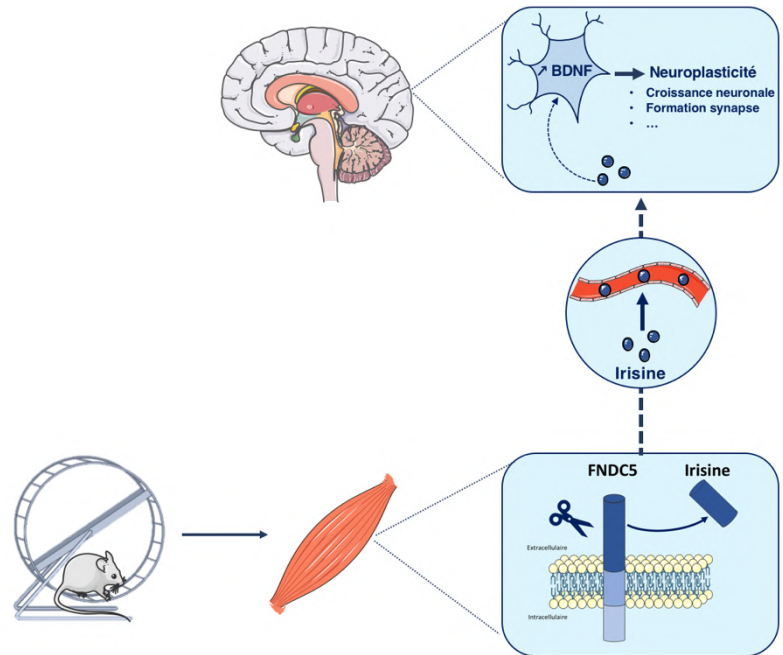 ↗ BDNF
Neuroplasticité
• Croissance neuronale
• Formation synapse
• ...
Irisine
FNDC5
Irisine
Extracellulaire
Intracellulaire